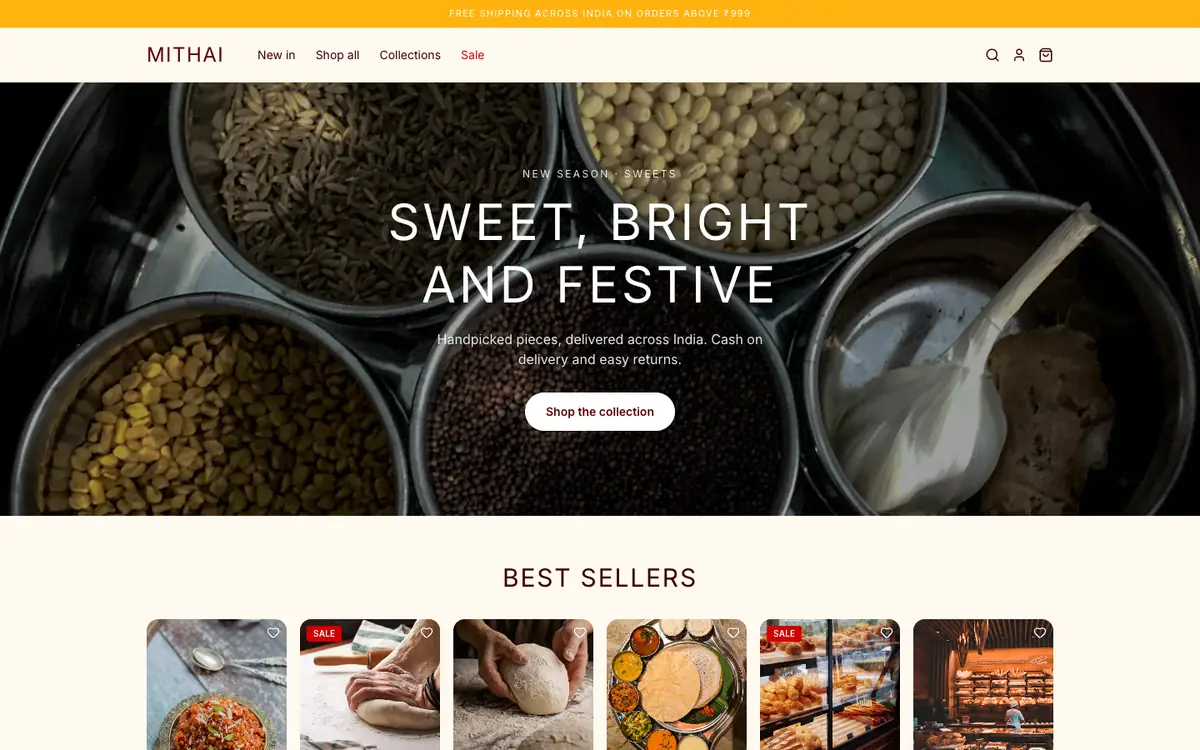 FREE SHIPPING ACROSS INDIA ON ORDERS ABOVE ₹999
MITHAI New in Shop all Collections Sale
NEW SEASON · SWEETS
SWEET, BRIGHT
AND FESTIVE
Handpicked pieces, delivered across India. Cash on
delivery and easy returns.
Shop the collection
BEST SELLERS
SALE
SALE